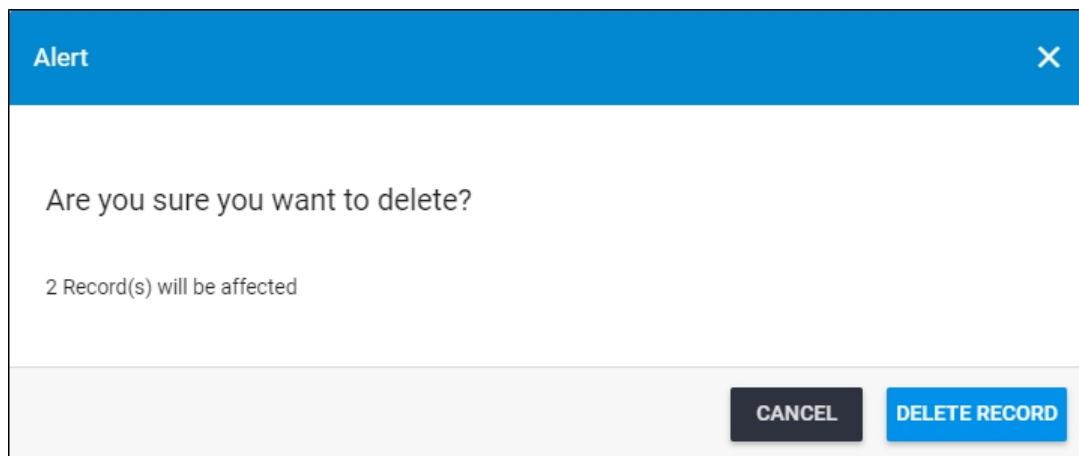 Alert
Are you sure you want to delete?
2 Record(s) will be affected
CANCEL DELETE RECORD